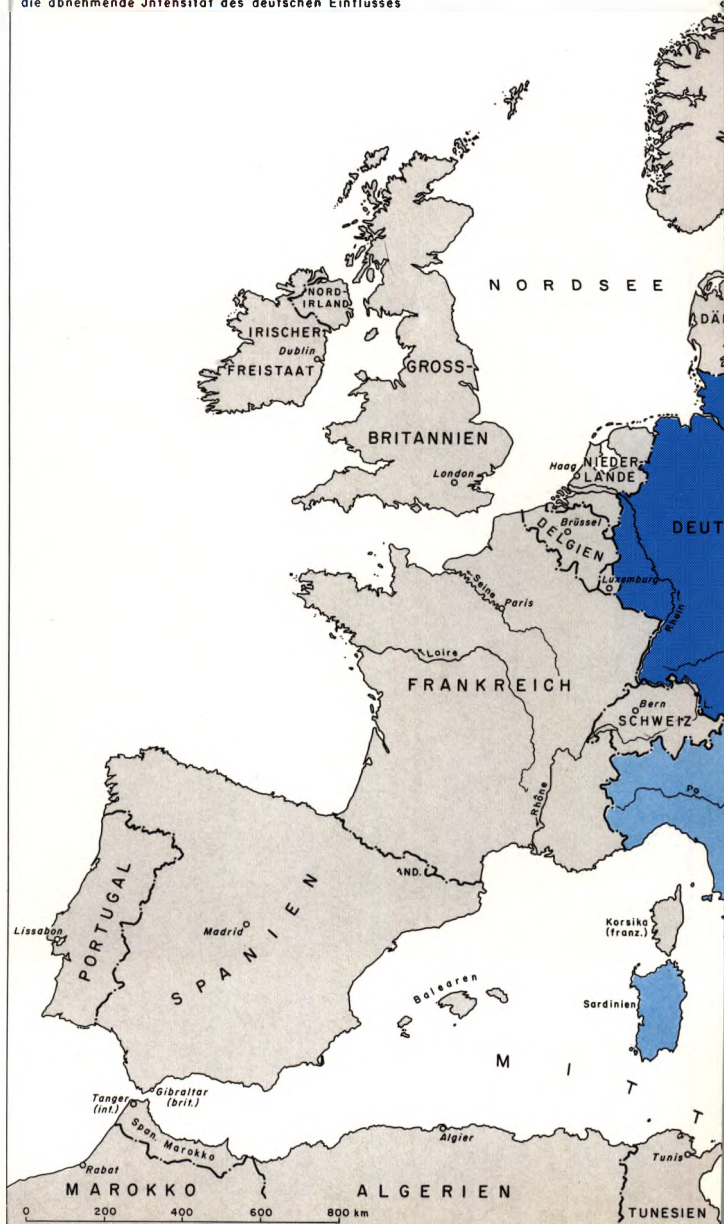 die abnehmende Jntensität des deutschen Einflusses
NORDSEE
NORD-
IRLAND
IRISCHER
Dublin
FREISTAAT
GROSS-
BRITANNIEN
London
DÄ
Haag
NIEDER-
LANDE
Brüssel
BELGIEN
Luxemburg
DEUT
Rhein
Seine
Paris
Loire
FRANKREICH
Bern
SCHWEIZ
L.
Po
Rhône
AND.
Korsika
(franz.)
Sardinien
Balearen
PORTUGAL
Lissabon
Madrid
SPANIEN
MITT
Gibraltar
(brit.)
Tanger
(int.)
Span. Marokko
Rabat
MAROKKO
Algier
ALGERIEN
Tunis
TUNESIEN
0 200 400 600 800 km